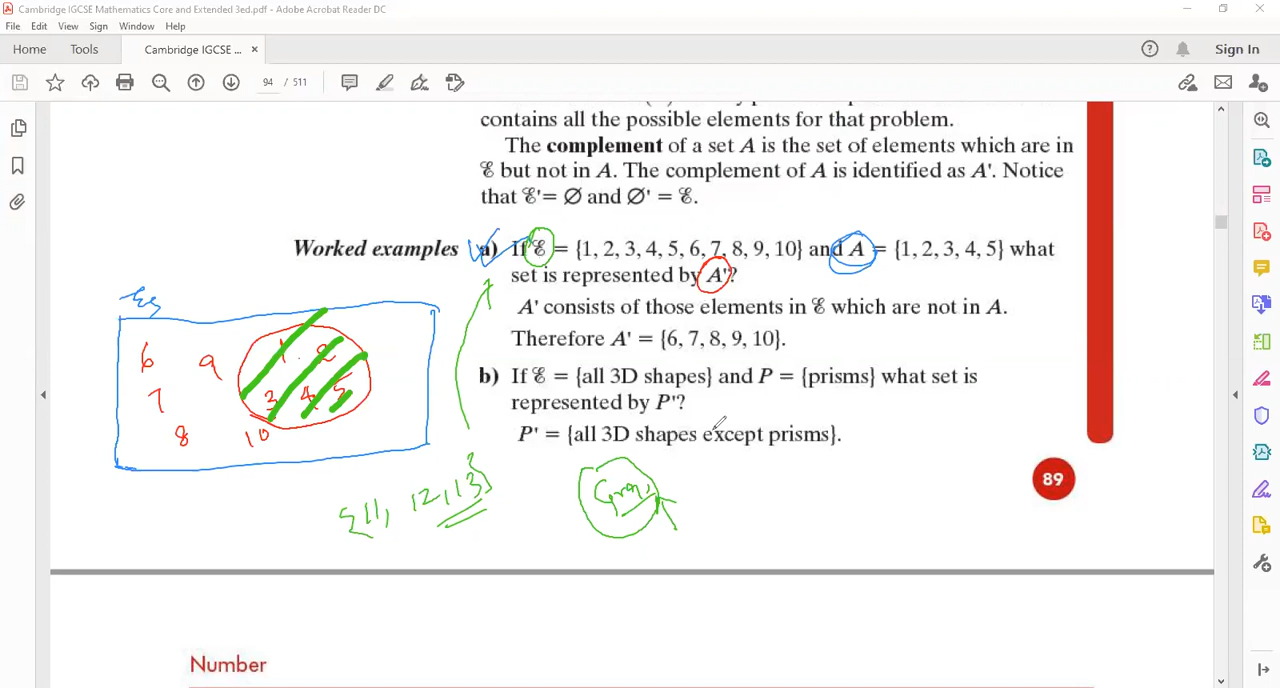 Cambridge IGCSE Mathematics Core and Extended 3ed.pdf - Adobe Acrobat Reader DC
File Edit View Sign Window Help
Home Tools Cambridge IGCSE ... × Sign In
94 / 511
contains all the possible elements for that problem.
The complement of a set A is the set of elements which are in
ℰ but not in A. The complement of A is identified as A'. Notice
that ℰ'= Ø and Ø' = ℰ.
Worked examples a) If ℰ = {1, 2, 3, 4, 5, 6, 7, 8, 9, 10} and A = {1, 2, 3, 4, 5} what
set is represented by A'?
A' consists of those elements in ℰ which are not in A.
Therefore A' = {6, 7, 8, 9, 10}.
b) If ℰ = {all 3D shapes} and P = {prisms} what set is
represented by P'?
P' = {all 3D shapes except prisms}.
6 9 1 2
7 3 4 5
8 10
{11, 12, 13}
89
Number